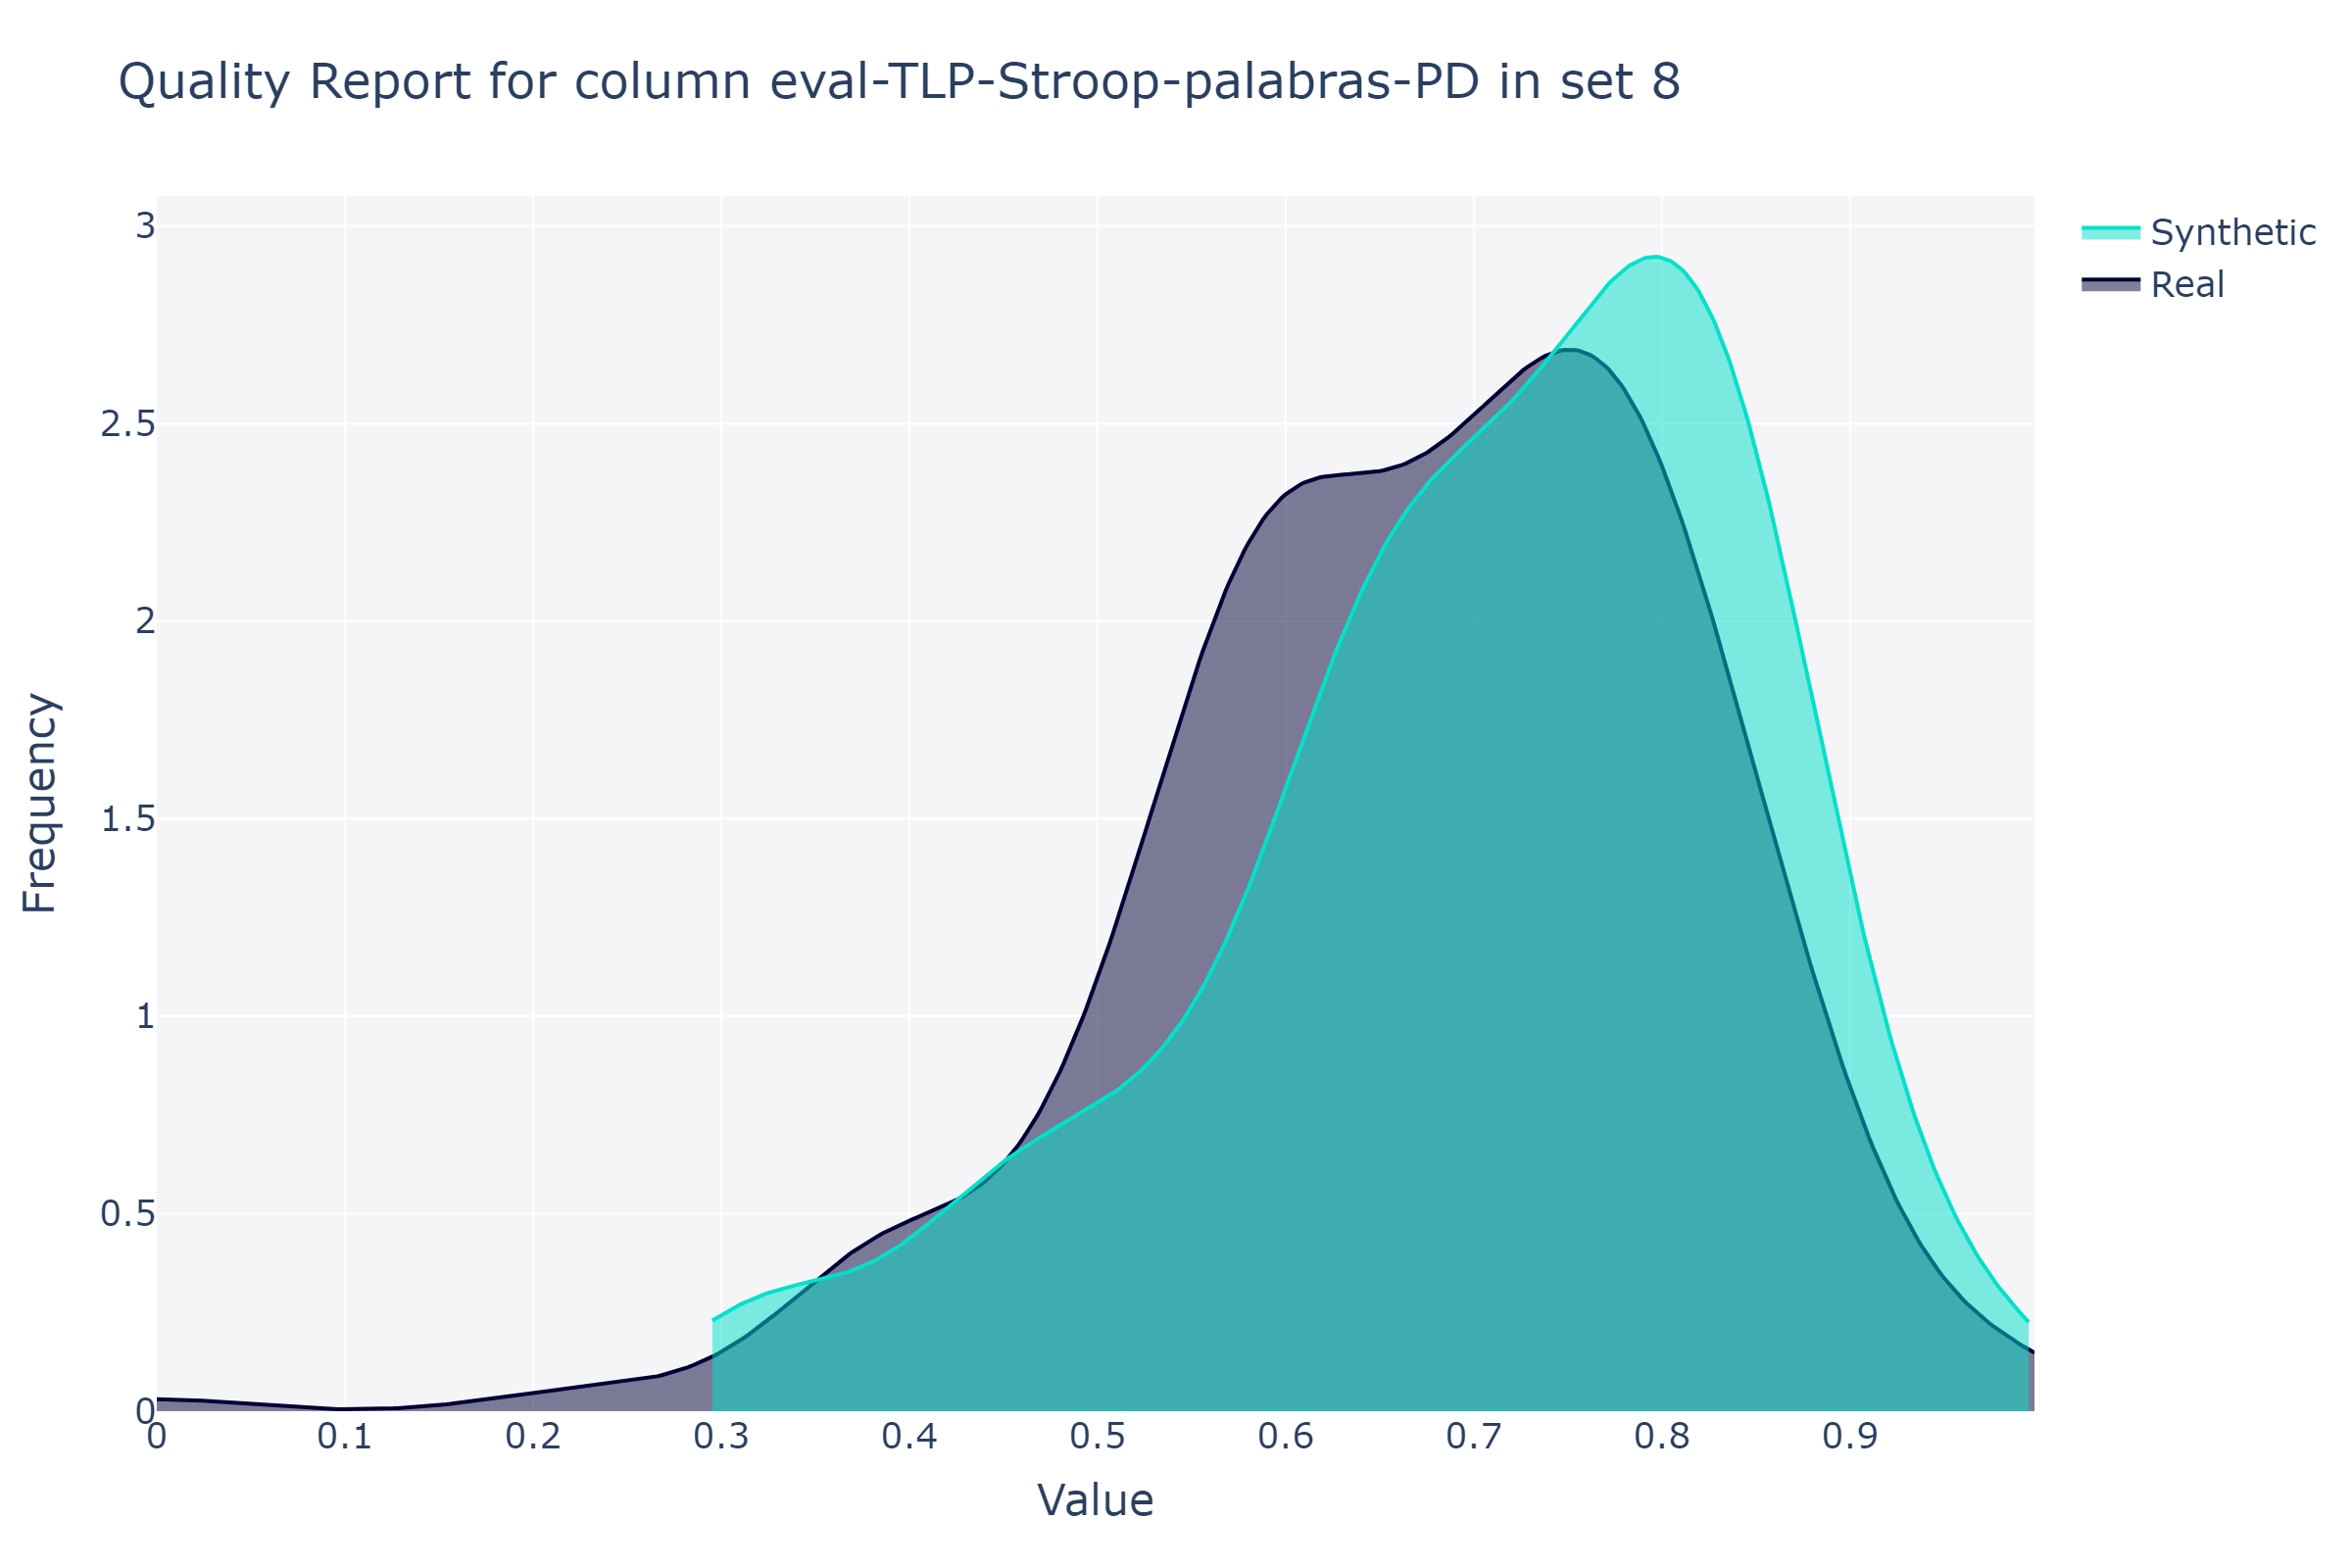 Quality Report for column eval-TLP-Stroop-palabras-PD in set 8
Synthetic
Real
3
2.5
2
1.5
1
0.5
0
Frequency
0 0.1 0.2 0.3 0.4 0.5 0.6 0.7 0.8 0.9
Value